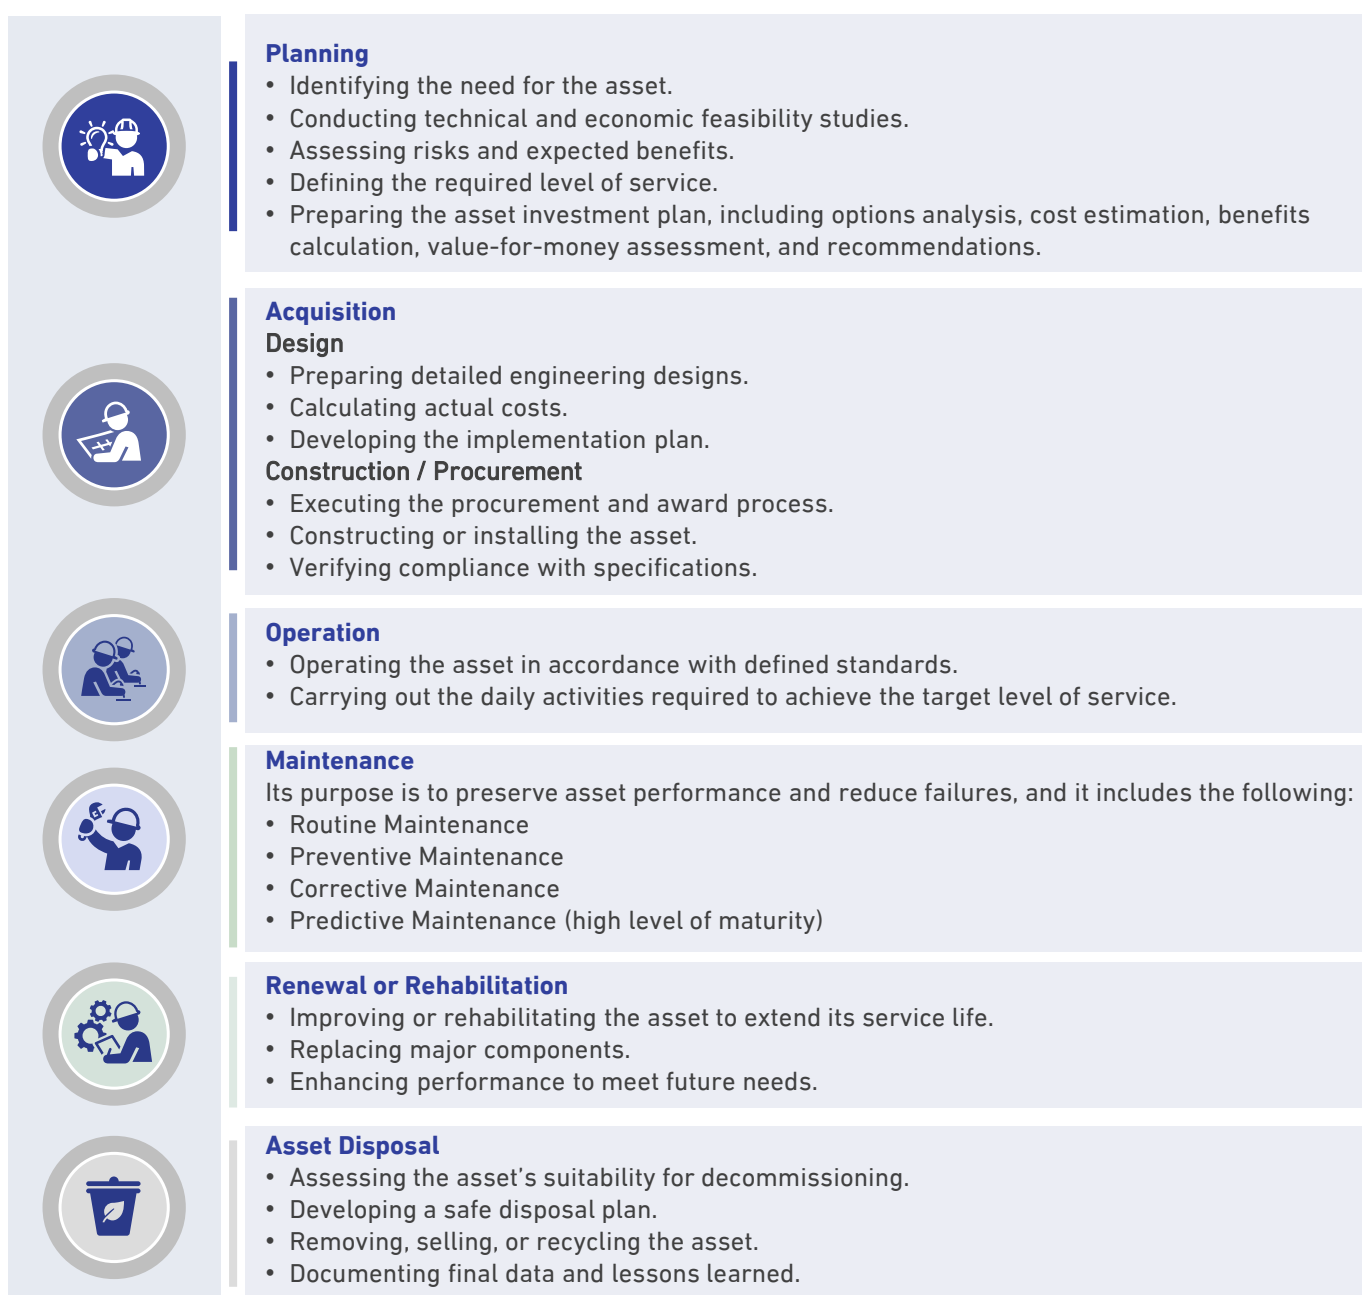 Planning
• Identifying the need for the asset.
• Conducting technical and economic feasibility studies.
• Assessing risks and expected benefits.
• Defining the required level of service.
• Preparing the asset investment plan, including options analysis, cost estimation, benefits
calculation, value-for-money assessment, and recommendations.
Acquisition
Design
• Preparing detailed engineering designs.
• Calculating actual costs.
• Developing the implementation plan.
Construction / Procurement
• Executing the procurement and award process.
• Constructing or installing the asset.
• Verifying compliance with specifications.
Operation
• Operating the asset in accordance with defined standards.
• Carrying out the daily activities required to achieve the target level of service.
Maintenance
Its purpose is to preserve asset performance and reduce failures, and it includes the following:
• Routine Maintenance
• Preventive Maintenance
• Corrective Maintenance
• Predictive Maintenance (high level of maturity)
Renewal or Rehabilitation
• Improving or rehabilitating the asset to extend its service life.
• Replacing major components.
• Enhancing performance to meet future needs.
Asset Disposal
• Assessing the asset’s suitability for decommissioning.
• Developing a safe disposal plan.
• Removing, selling, or recycling the asset.
• Documenting final data and lessons learned.